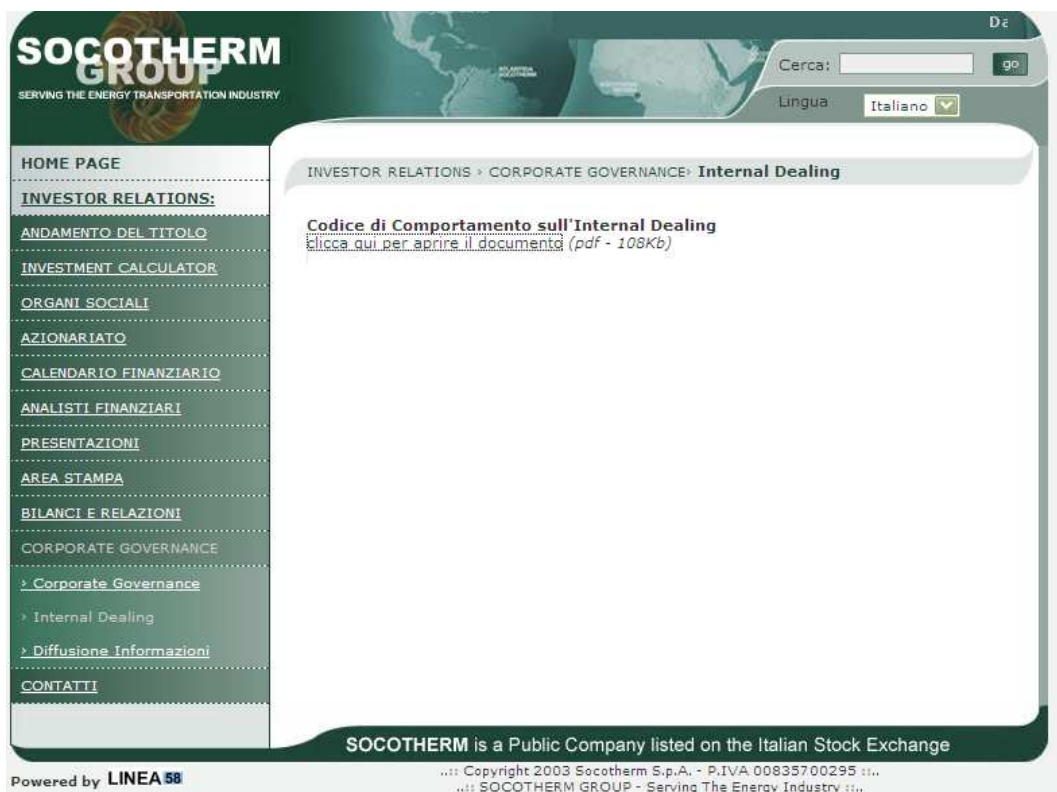 Da
SOCOTHERM
GROUP
SERVING THE ENERGY TRANSPORTATION INDUSTRY
Cerca:
go
Lingua
Italiano
HOME PAGE
INVESTOR RELATIONS:
ANDAMENTO DEL TITOLO
INVESTMENT CALCULATOR
ORGANI SOCIALI
AZIONARIATO
CALENDARIO FINANZIARIO
ANALISTI FINANZIARI
PRESENTAZIONI
AREA STAMPA
BILANCI E RELAZIONI
CORPORATE GOVERNANCE
› Corporate Governance
› Internal Dealing
› Diffusione Informazioni
CONTATTI
INVESTOR RELATIONS › CORPORATE GOVERNANCE› Internal Dealing
Codice di Comportamento sull'Internal Dealing
clicca qui per aprire il documento (pdf - 108Kb)
SOCOTHERM is a Public Company listed on the Italian Stock Exchange
Powered by LINEA 58
..:: Copyright 2003 Socotherm S.p.A. - P.IVA 00835700295 ::..
..:: SOCOTHERM GROUP - Serving The Energy Industry ::..